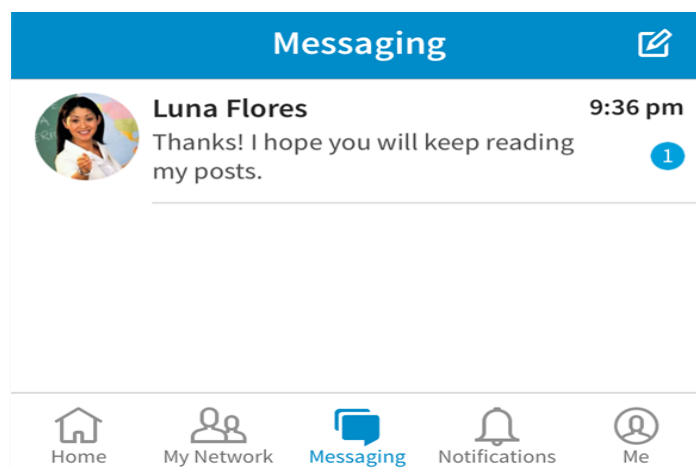 Messaging
Luna Flores 9:36 pm
Thanks! I hope you will keep reading
my posts.
1
Home My Network Messaging Notifications Me